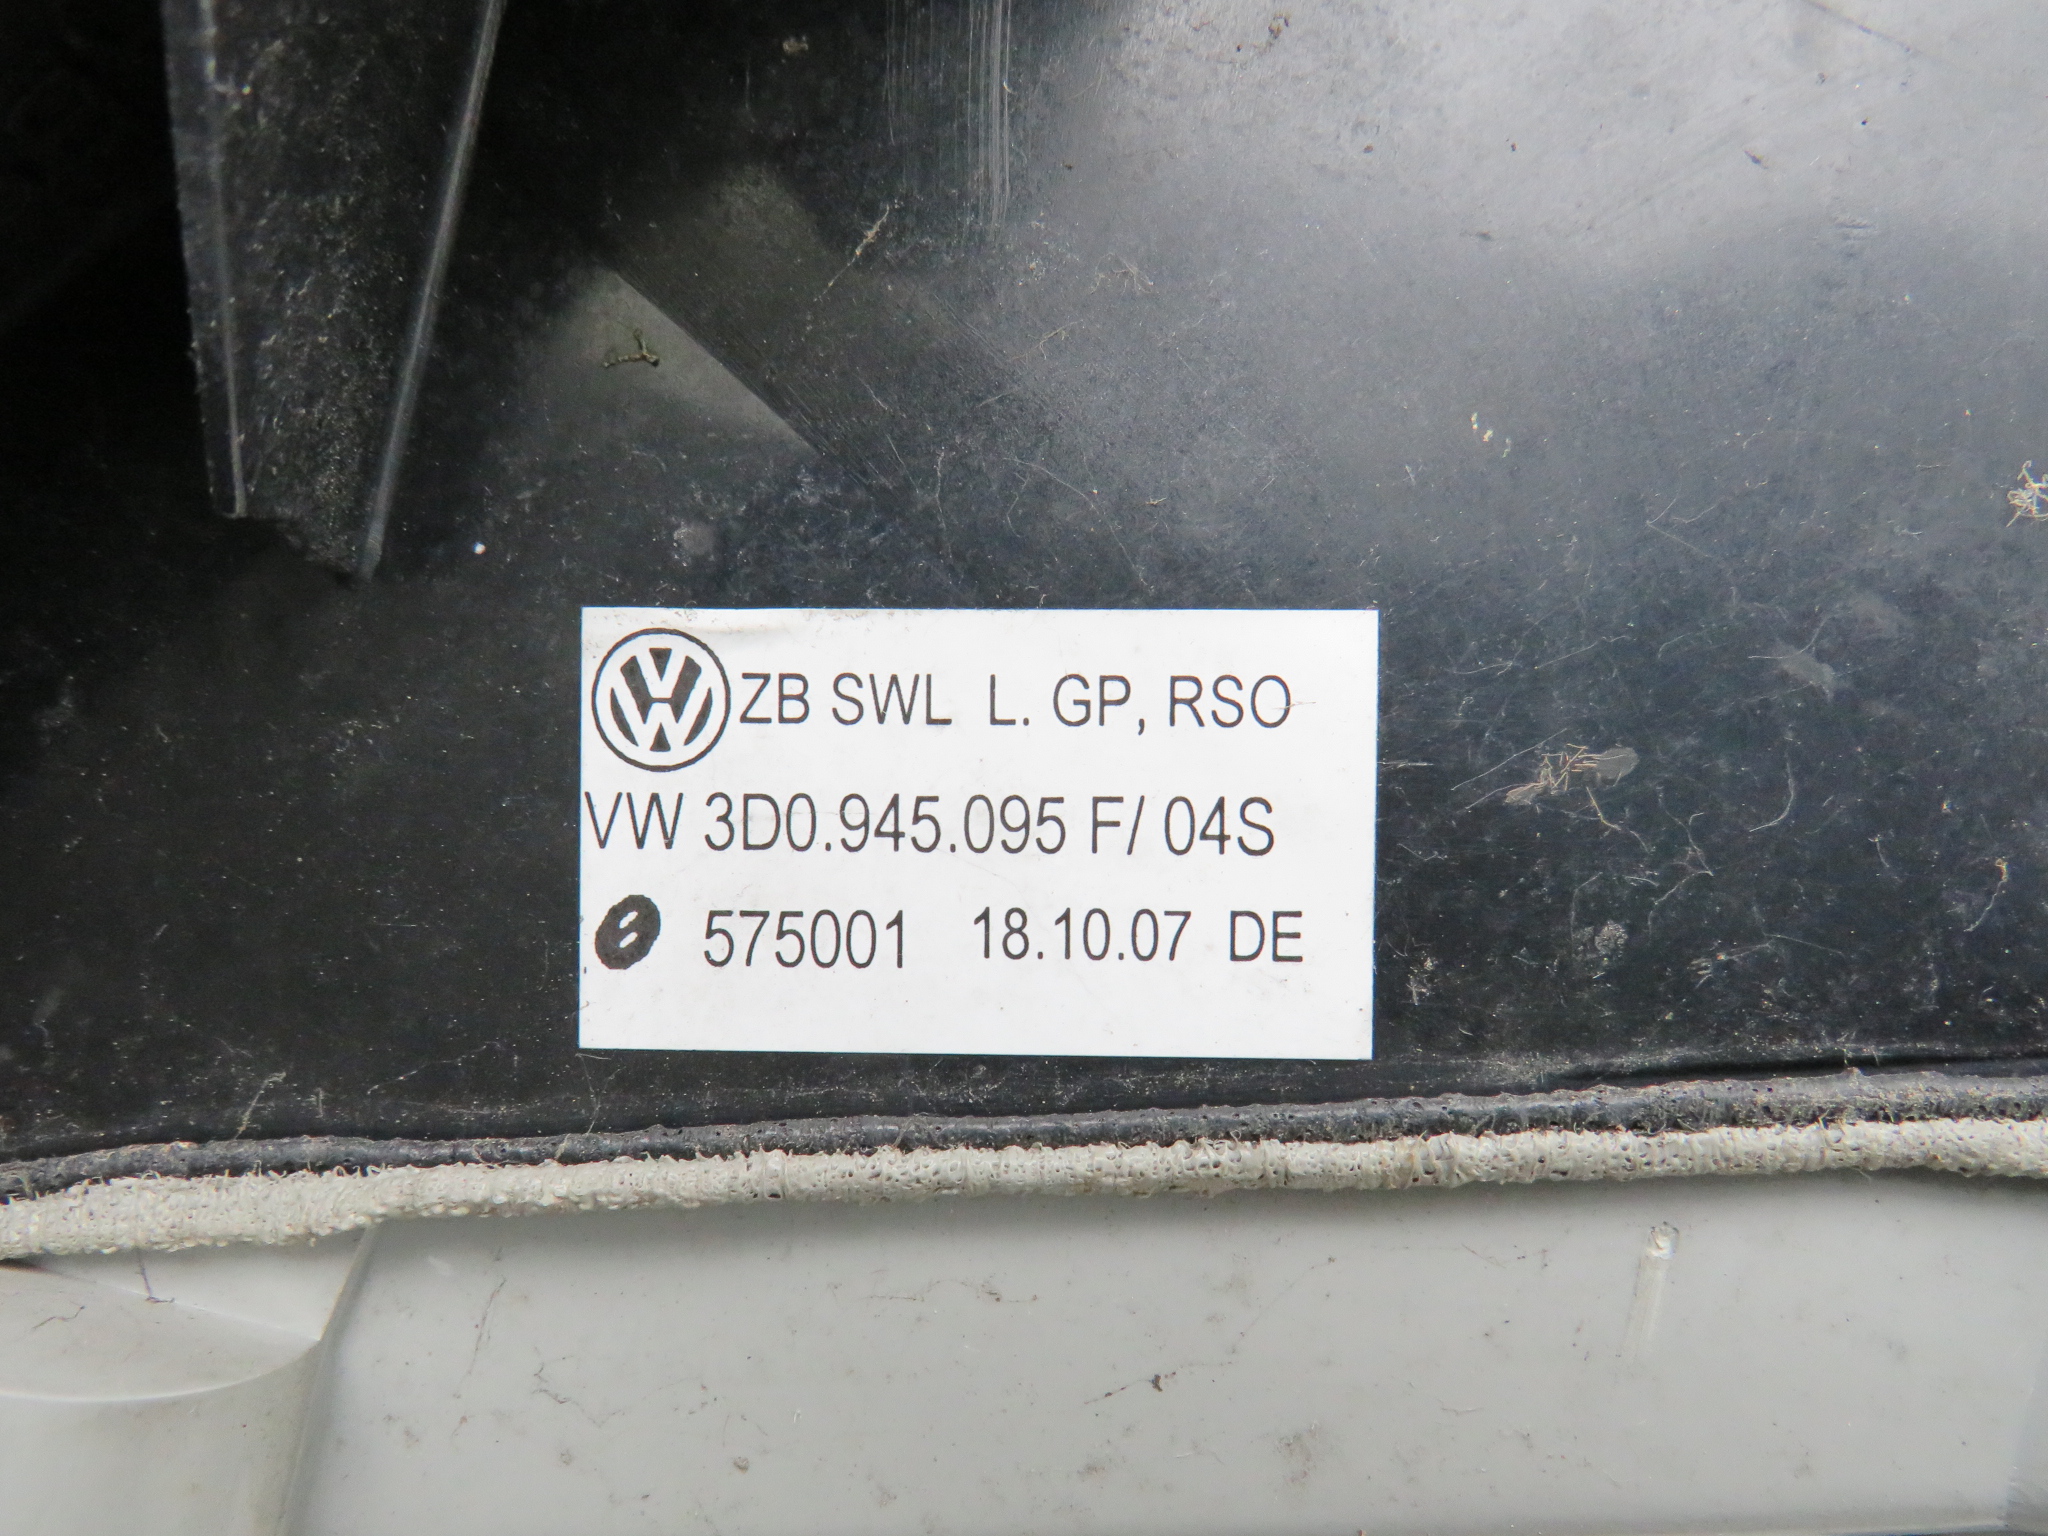 ZB SWL L. GP, RSO
VW 3D0.945.095 F/ 04S
575001 18.10.07 DE